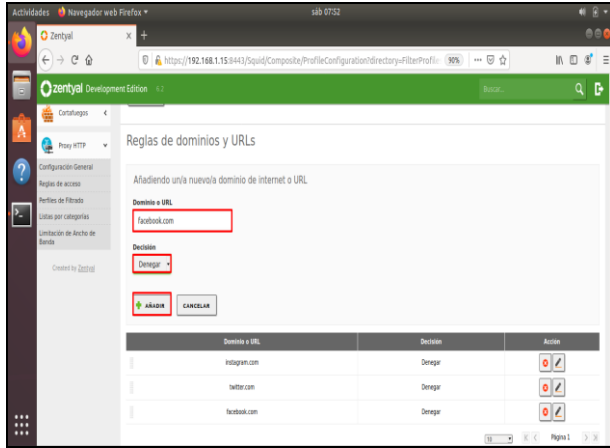 Actividades
Navegador web Firefox
sáb 07:52
Zentyal
https://192.168.1.15:8443/Squid/Composite/ProfileConfiguration?directory=FilterProfil
90%
zentyal Development Edition 6.2
Buscar...
Cortafuegos
Proxy HTTP
Configuración General
Reglas de acceso
Perfiles de Filtrado
Listas por categorías
Limitación de Ancho de
Banda
Created by Zentyal
Reglas de dominios y URLs
Añadiendo un/a nuevo/a dominio de internet o URL
Dominio o URL
facebook.com
Decisión
Denegar
AÑADIR
CANCELAR
Dominio o URL Decisión Acción
instagram.com Denegar
twitter.com Denegar
facebook.com Denegar
10 Página 1